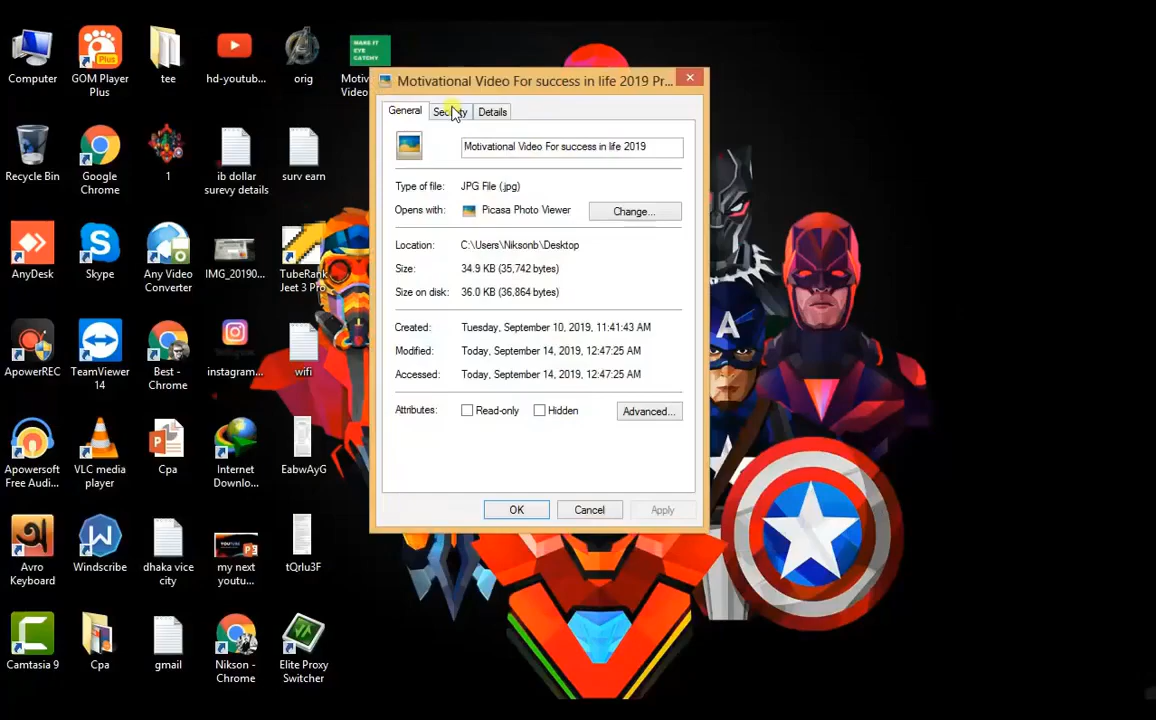 MAKE IT
EYE
CATCHY
Computer
GOM Player
Plus
tee
hd-youtub...
orig
Motiv
Video
Recycle Bin
Google
Chrome
1
ib dollar
surevy details
surv earn
AnyDesk
Skype
Any Video
Converter
IMG_20190...
TubeRank
Jeet 3 Pro
ApowerREC
TeamViewer
14
Best -
Chrome
instagram...
wifi
Apowersoft
Free Audi...
VLC media
player
Cpa
Internet
Downlo...
EabwAyG
Avro
Keyboard
Windscribe
dhaka vice
city
YOUTUBE
my next
youtu...
tQrlu3F
Camtasia 9
Cpa
gmail
Nikson -
Chrome
Elite Proxy
Switcher
Motivational Video For success in life 2019 Pr...
General
Security
Details
Motivational Video For success in life 2019
Type of file: JPG File (.jpg)
Opens with: Picasa Photo Viewer Change...
Location: C:\Users\Niksonb\Desktop
Size: 34.9 KB (35,742 bytes)
Size on disk: 36.0 KB (36,864 bytes)
Created: Tuesday, September 10, 2019, 11:41:43 AM
Modified: Today, September 14, 2019, 12:47:25 AM
Accessed: Today, September 14, 2019, 12:47:25 AM
Attributes: Read-only Hidden Advanced...
OK Cancel Apply